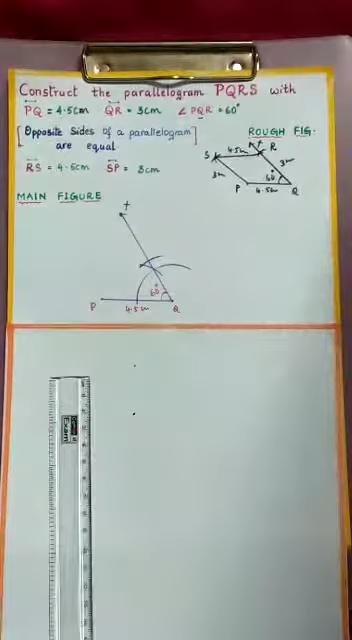 Construct the parallelogram PQRS with
PQ = 4.5cm QR = 3cm ∠PQR = 60°
[Opposite Sides of a parallelogram]
are equal
ROUGH FIG:
RS = 4.5cm SP = 3cm
S 4.5cm R
3cm 60° 3cm
P 4.5cm Q
MAIN FIGURE
t
60°
P 4.5cm Q
Exam